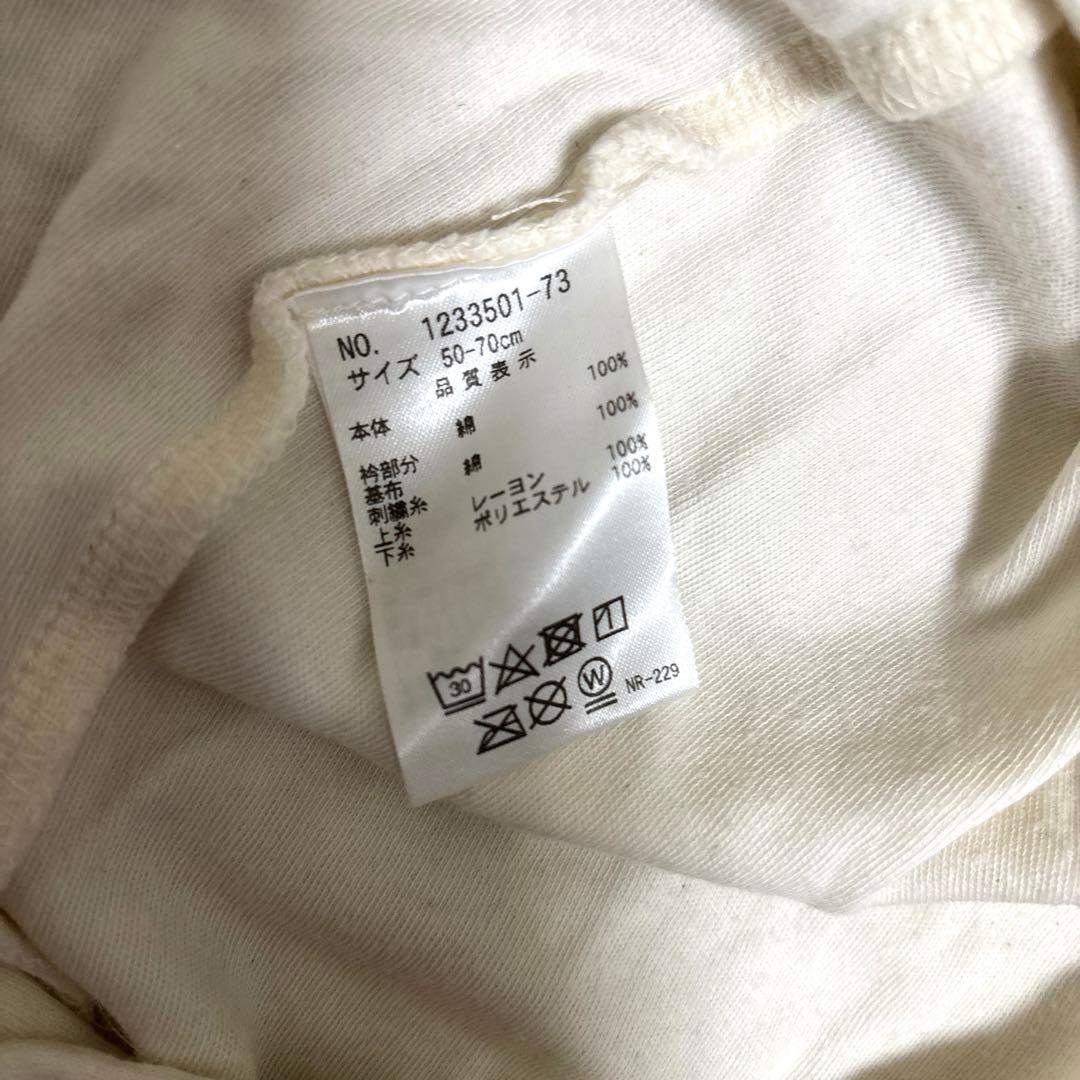 NO. 1233501-73
サイズ 50-70cm
品質表示
本体 綿 100%
衿部分
基布 綿 100%
刺繍糸
上糸 レーヨン 100%
下糸 ポリエステル 100%
30
W NR-229